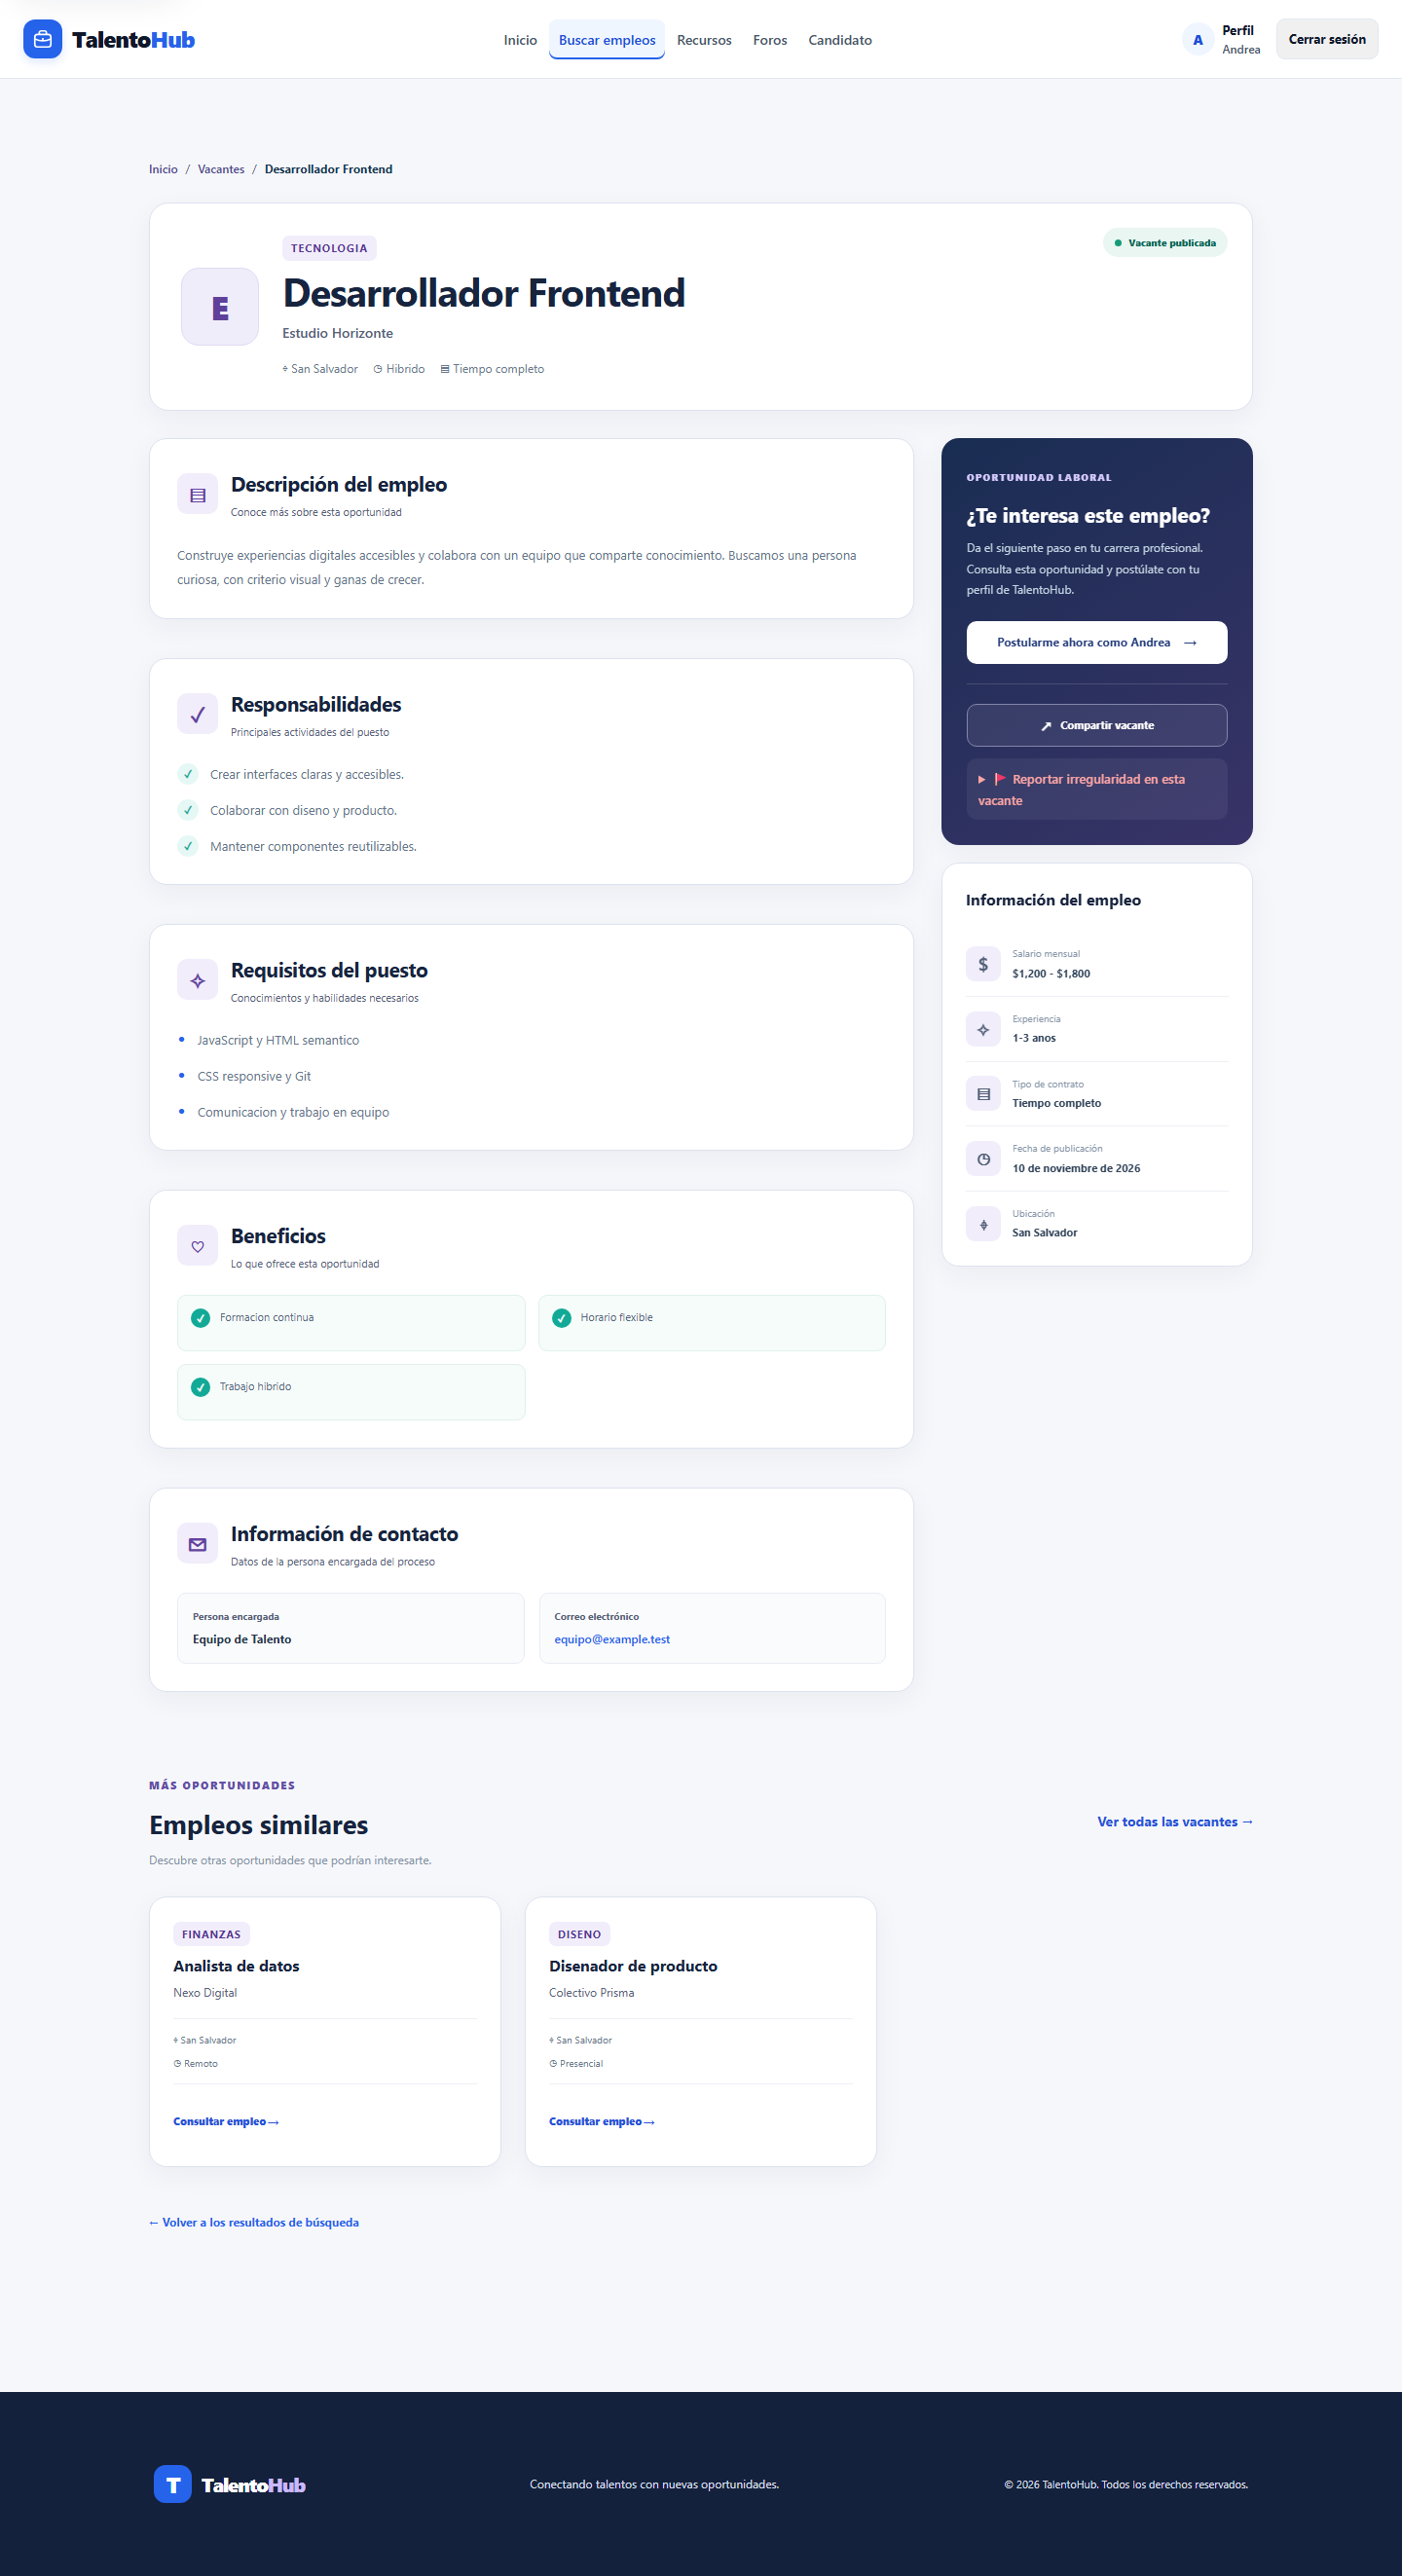 TalentoHub
Inicio
Buscar empleos
Recursos
Foros
Candidato
A
Perfil
Andrea
Cerrar sesión
Inicio / Vacantes / Desarrollador Frontend
TECNOLOGIA
Vacante publicada
E
Desarrollador Frontend
Estudio Horizonte
San Salvador
Hibrido
Tiempo completo
Descripción del empleo
Conoce más sobre esta oportunidad
Construye experiencias digitales accesibles y colabora con un equipo que comparte conocimiento. Buscamos una persona
curiosa, con criterio visual y ganas de crecer.
Responsabilidades
Principales actividades del puesto
Crear interfaces claras y accesibles.
Colaborar con diseno y producto.
Mantener componentes reutilizables.
Requisitos del puesto
Conocimientos y habilidades necesarios
JavaScript y HTML semantico
CSS responsive y Git
Comunicacion y trabajo en equipo
Beneficios
Lo que ofrece esta oportunidad
Formacion continua
Horario flexible
Trabajo hibrido
Información de contacto
Datos de la persona encargada del proceso
Persona encargada
Equipo de Talento
Correo electrónico
equipo@example.test
OPORTUNIDAD LABORAL
¿Te interesa este empleo?
Da el siguiente paso en tu carrera profesional.
Consulta esta oportunidad y postúlate con tu
perfil de TalentoHub.
Postularme ahora como Andrea →
↗ Compartir vacante
▶ 🚩 Reportar irregularidad en esta
vacante
Información del empleo
$
Salario mensual
$1,200 - $1,800
Experiencia
1-3 anos
Tipo de contrato
Tiempo completo
Fecha de publicación
10 de noviembre de 2026
Ubicación
San Salvador
MÁS OPORTUNIDADES
Empleos similares
Ver todas las vacantes →
Descubre otras oportunidades que podrían interesarte.
FINANZAS
Analista de datos
Nexo Digital
San Salvador
Remoto
Consultar empleo→
DISENO
Disenador de producto
Colectivo Prisma
San Salvador
Presencial
Consultar empleo→
← Volver a los resultados de búsqueda
T
TalentoHub
Conectando talentos con nuevas oportunidades.
© 2026 TalentoHub. Todos los derechos reservados.